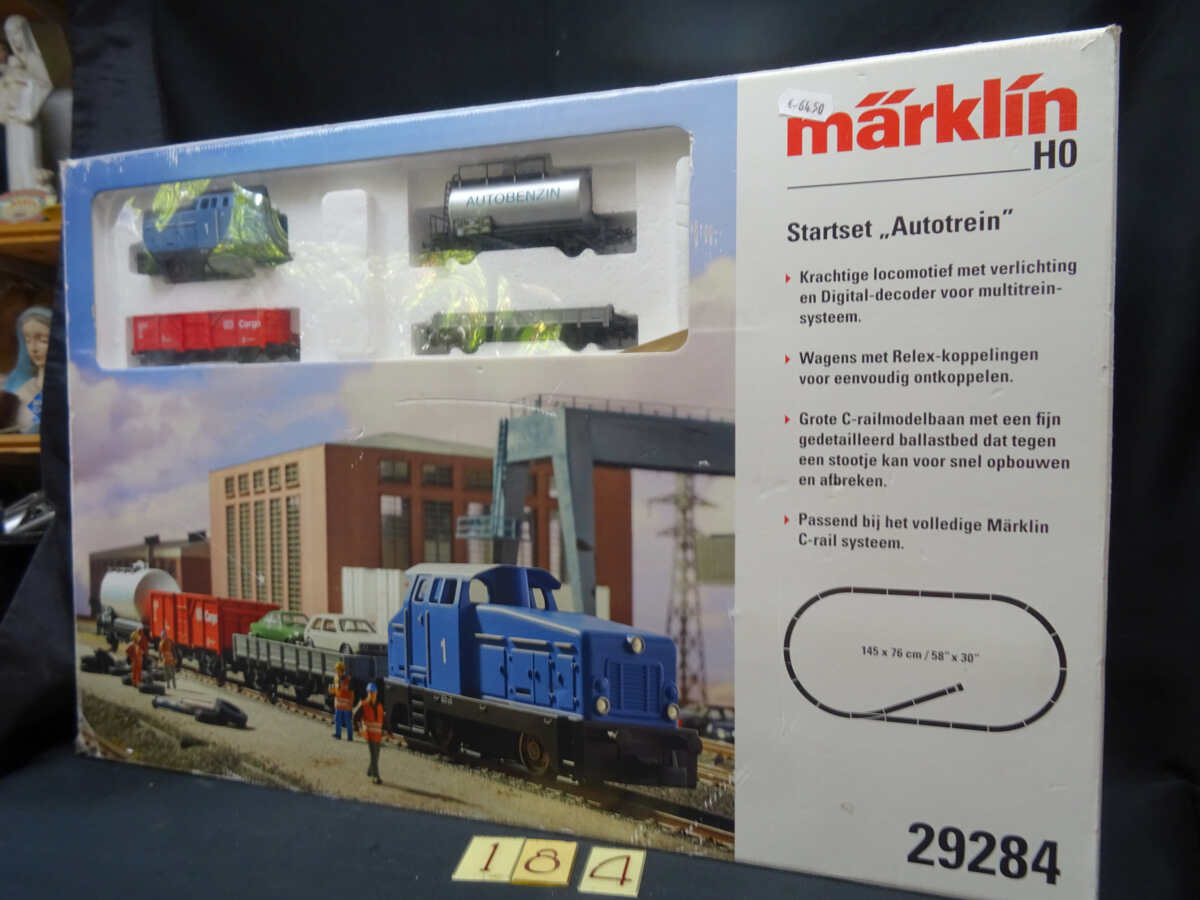 €-64.50
märklin
H0
Startset „Autotrein”
Krachtige locomotief met verlichting
en Digital-decoder voor multitrein-
systeem.
Wagens met Relex-koppelingen
voor eenvoudig ontkoppelen.
Grote C-railmodelbaan met een fijn
gedetailleerd ballastbed dat tegen
een stootje kan voor snel opbouwen
en afbreken.
Passend bij het volledige Märklin
C-rail systeem.
145 x 76 cm / 58" x 30"
29284
AUTOBENZIN
1
DB Cargo
Cargo
1
184